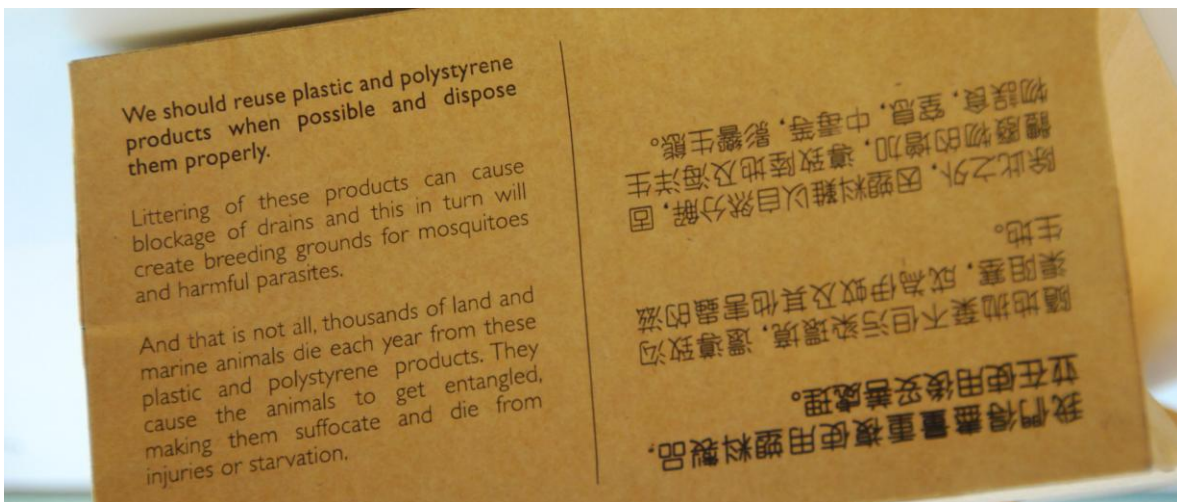 We should reuse plastic and polystyrene
products when possible and dispose
them properly.
Littering of these products can cause
blockage of drains and this in turn will
create breeding grounds for mosquitoes
and harmful parasites.
And that is not all, thousands of land and
marine animals die each year from these
plastic and polystyrene products. They
cause the animals to get entangled,
making them suffocate and die from
injuries or starvation.
我們得盡量重複使用塑料製品,
並在使用後妥善處理。
隨地拋棄不但污染環境, 還導致溝
渠阻塞, 成為伊蚊及其他害蟲的滋
生地。
除此之外, 因塑料難以自然分解, 固
體廢物的增加, 導致陸地及海洋生
物誤食, 窒息, 中毒等, 影響生態。